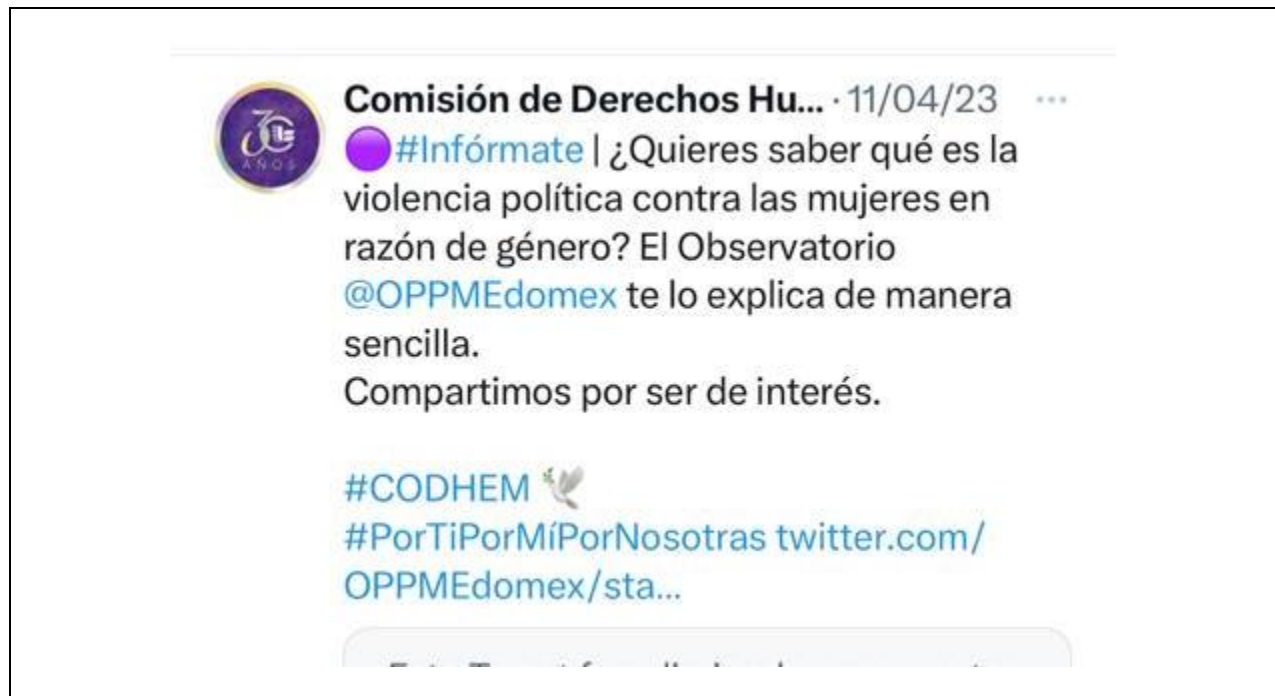 Comisión de Derechos Hu... · 11/04/23 ···
30
AÑOS
#Infórmate | ¿Quieres saber qué es la
violencia política contra las mujeres en
razón de género? El Observatorio
@OPPMEdomex te lo explica de manera
sencilla.
Compartimos por ser de interés.
#CODHEM 🕊
#PorTiPorMíPorNosotras twitter.com/
OPPMEdomex/sta...